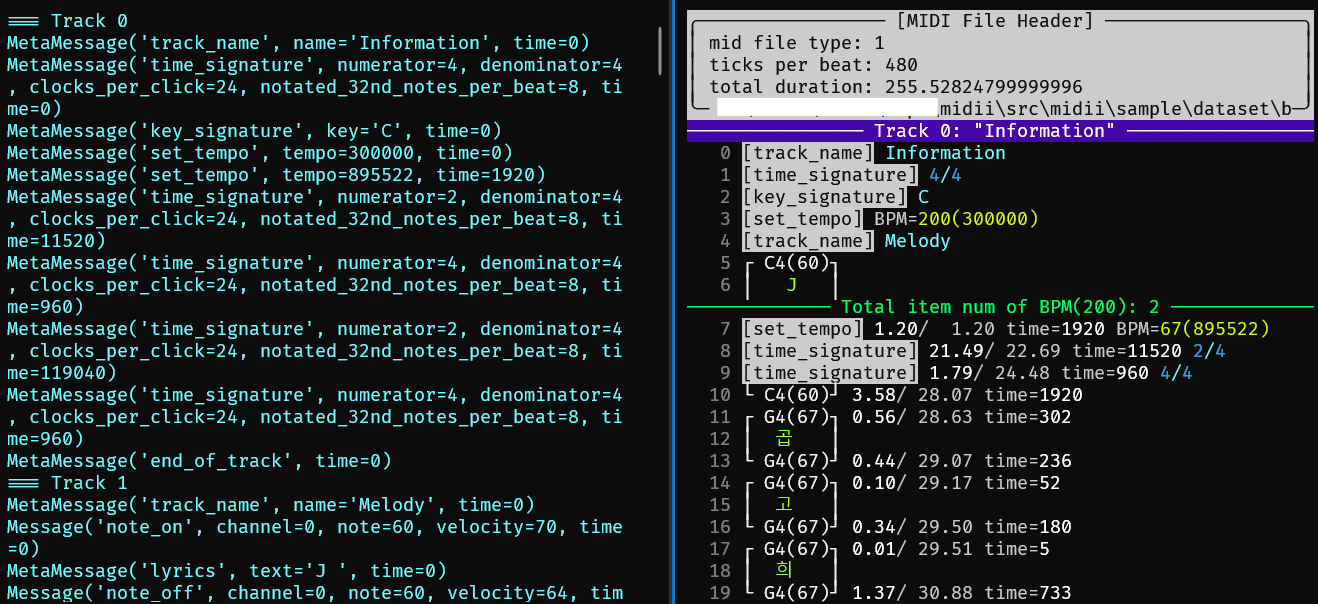 === Track 0
MetaMessage('track_name', name='Information', time=0)
MetaMessage('time_signature', numerator=4, denominator=4
, clocks_per_click=24, notated_32nd_notes_per_beat=8, ti
me=0)
MetaMessage('key_signature', key='C', time=0)
MetaMessage('set_tempo', tempo=300000, time=0)
MetaMessage('set_tempo', tempo=895522, time=1920)
MetaMessage('time_signature', numerator=2, denominator=4
, clocks_per_click=24, notated_32nd_notes_per_beat=8, ti
me=11520)
MetaMessage('time_signature', numerator=4, denominator=4
, clocks_per_click=24, notated_32nd_notes_per_beat=8, ti
me=960)
MetaMessage('time_signature', numerator=2, denominator=4
, clocks_per_click=24, notated_32nd_notes_per_beat=8, ti
me=119040)
MetaMessage('time_signature', numerator=4, denominator=4
, clocks_per_click=24, notated_32nd_notes_per_beat=8, ti
me=960)
MetaMessage('end_of_track', time=0)
=== Track 1
MetaMessage('track_name', name='Melody', time=0)
Message('note_on', channel=0, note=60, velocity=70, time
=0)
MetaMessage('lyrics', text='J ', time=0)
Message('note_off', channel=0, note=60, velocity=64, tim
[MIDI File Header]
mid file type: 1
ticks per beat: 480
total duration: 255.52824799999996
midii\src\midii\sample\dataset\b
Track 0: "Information"
0 [track_name] Information
1 [time_signature] 4/4
2 [key_signature] C
3 [set_tempo] BPM=200(300000)
4 [track_name] Melody
5 ┌ C4(60)┐
6 │ J │
Total item num of BPM(200): 2
7 [set_tempo] 1.20/ 1.20 time=1920 BPM=67(895522)
8 [time_signature] 21.49/ 22.69 time=11520 2/4
9 [time_signature] 1.79/ 24.48 time=960 4/4
10 └ C4(60)┘ 3.58/ 28.07 time=1920
11 ┌ G4(67)┐ 0.56/ 28.63 time=302
12 │ 곱 │
13 └ G4(67)┘ 0.44/ 29.07 time=236
14 ┌ G4(67)┐ 0.10/ 29.17 time=52
15 │ 고 │
16 └ G4(67)┘ 0.34/ 29.50 time=180
17 ┌ G4(67)┐ 0.01/ 29.51 time=5
18 │ 희 │
19 └ G4(67)┘ 1.37/ 30.88 time=733